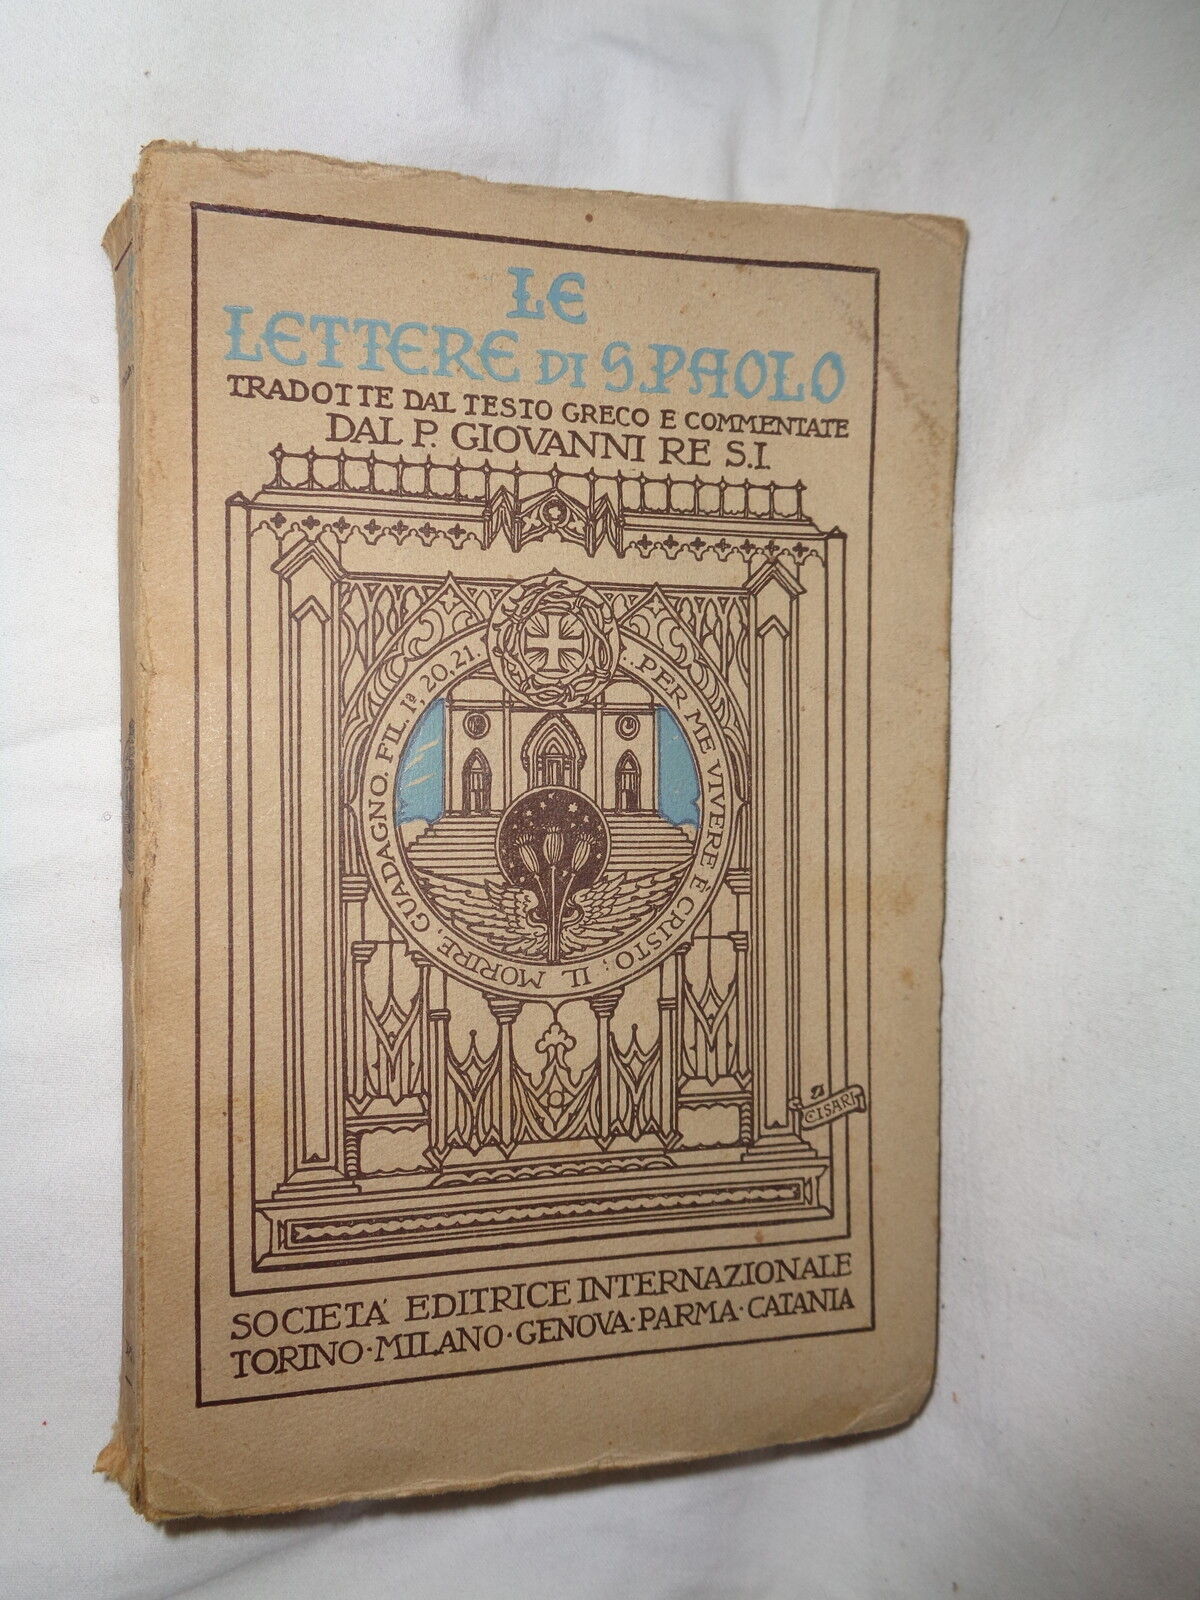 LE
LETTERE DI S. PAOLO
TRADOTTE DAL TESTO GRECO E COMMENTATE
DAL P. GIOVANNI RE S.I.
..PER ME VIVERE È CRISTO; IL MORIRE, GUADAGNO. FIL. 1ª, 20, 21.
CISARI
SOCIETÀ EDITRICE INTERNAZIONALE
TORINO·MILANO·GENOVA·PARMA·CATANIA